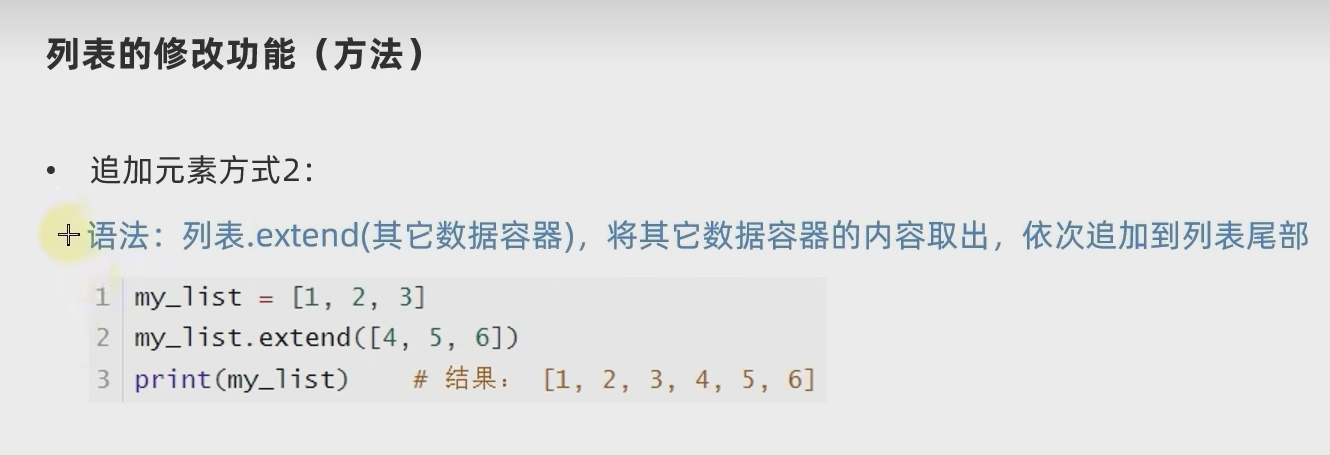 列表的修改功能（方法）
• 追加元素方式2：
语法：列表.extend(其它数据容器)，将其它数据容器的内容取出，依次追加到列表尾部
1 my_list = [1, 2, 3]
2 my_list.extend([4, 5, 6])
3 print(my_list)    # 结果： [1, 2, 3, 4, 5, 6]